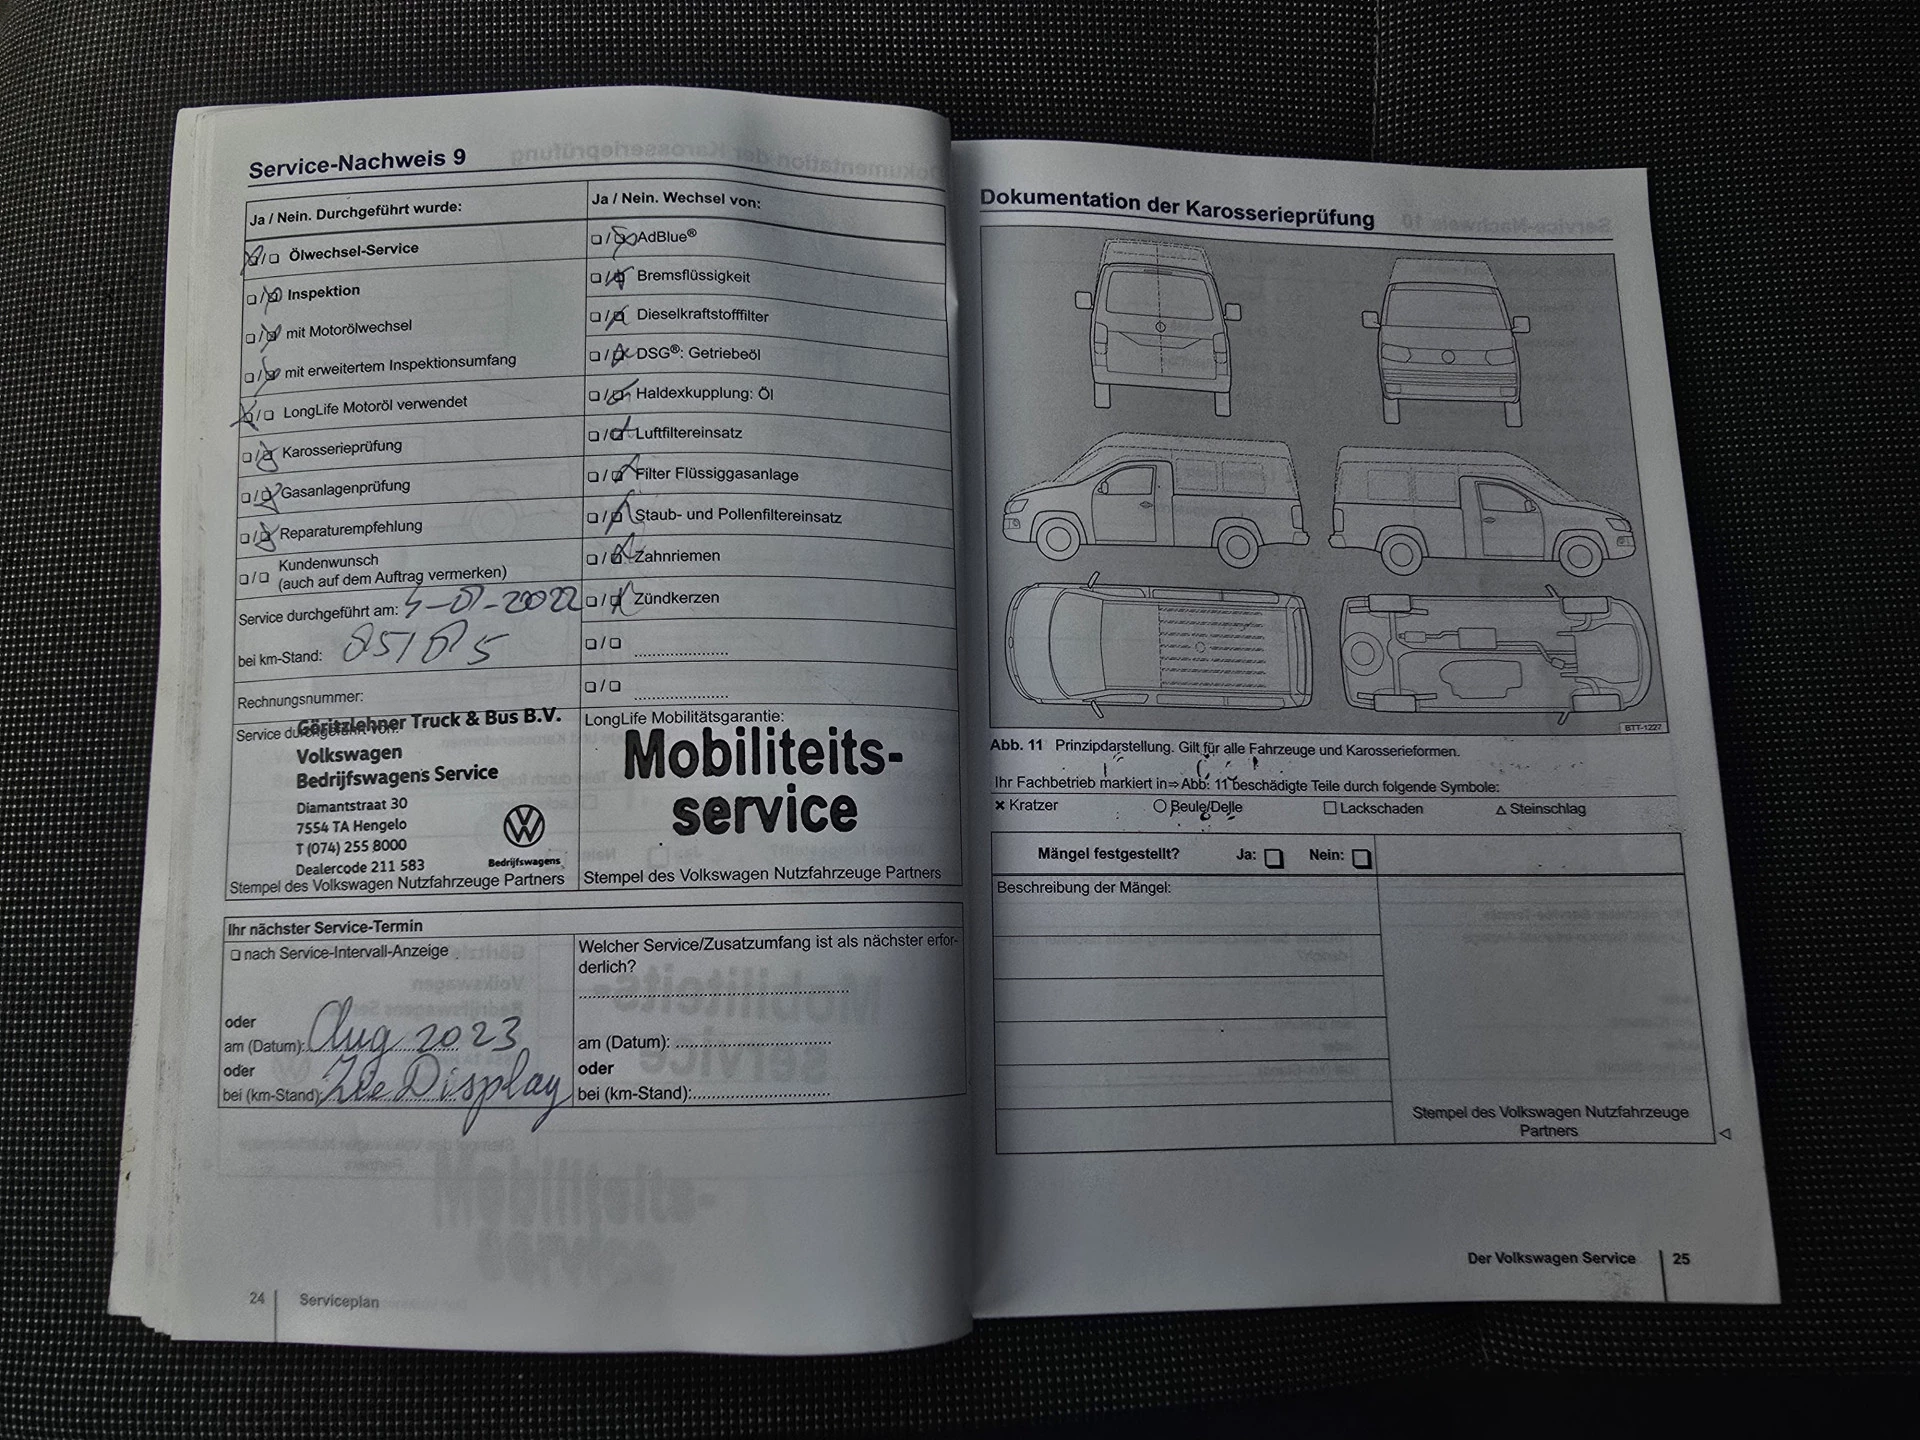 Service-Nachweis 9
Ja / Nein. Durchgeführt wurde:
❏/❏ Ölwechsel-Service
❏/❏ Inspektion
❏/❏ mit Motorölwechsel
❏/❏ mit erweitertem Inspektionsumfang
❏/❏ LongLife Motoröl verwendet
❏/❏ Karosserieprüfung
❏/❏ Gasanlagenprüfung
❏/❏ Reparaturempfehlung
❏/❏ Kundenwunsch
(auch auf dem Auftrag vermerken)
Service durchgeführt am:
bei km-Stand:
Rechnungsnummer:
Service durchgeführt von:
Göritzlehner Truck & Bus B.V.
Volkswagen
Bedrijfswagens Service
Diamantstraat 30
7554 TA Hengelo
T (074) 255 8000
Dealercode 211 583
Bedrijfswagens
Stempel des Volkswagen Nutzfahrzeuge Partners
Ja / Nein. Wechsel von:
❏/❏ AdBlue®
❏/❏ Bremsflüssigkeit
❏/❏ Dieselkraftstofffilter
❏/❏ DSG®: Getriebeöl
❏/❏ Haldexkupplung: Öl
❏/❏ Luftfiltereinsatz
❏/❏ Filter Flüssiggasanlage
❏/❏ Staub- und Pollenfiltereinsatz
❏/❏ Zahnriemen
❏/❏ Zündkerzen
❏/❏ ....................
❏/❏ ....................
LongLife Mobilitätsgarantie:
Mobiliteits-
service
Stempel des Volkswagen Nutzfahrzeuge Partners
Ihr nächster Service-Termin
❏ nach Service-Intervall-Anzeige
oder
am (Datum): Aug 2023
oder
bei (km-Stand): Display
Welcher Service/Zusatzumfang ist als nächster erfor-
derlich?
am (Datum):
oder
bei (km-Stand):
24 Serviceplan
Dokumentation der Karosserieprüfung
BTT-1227
Abb. 11 Prinzipdarstellung. Gilt für alle Fahrzeuge und Karosserieformen.
Ihr Fachbetrieb markiert in⇒Abb. 11 beschädigte Teile durch folgende Symbole:
× Kratzer ○ Beule/Delle □ Lackschaden △ Steinschlag
Mängel festgestellt? Ja: ❏ Nein: ❏
Beschreibung der Mängel:
Stempel des Volkswagen Nutzfahrzeuge
Partners
Der Volkswagen Service 25